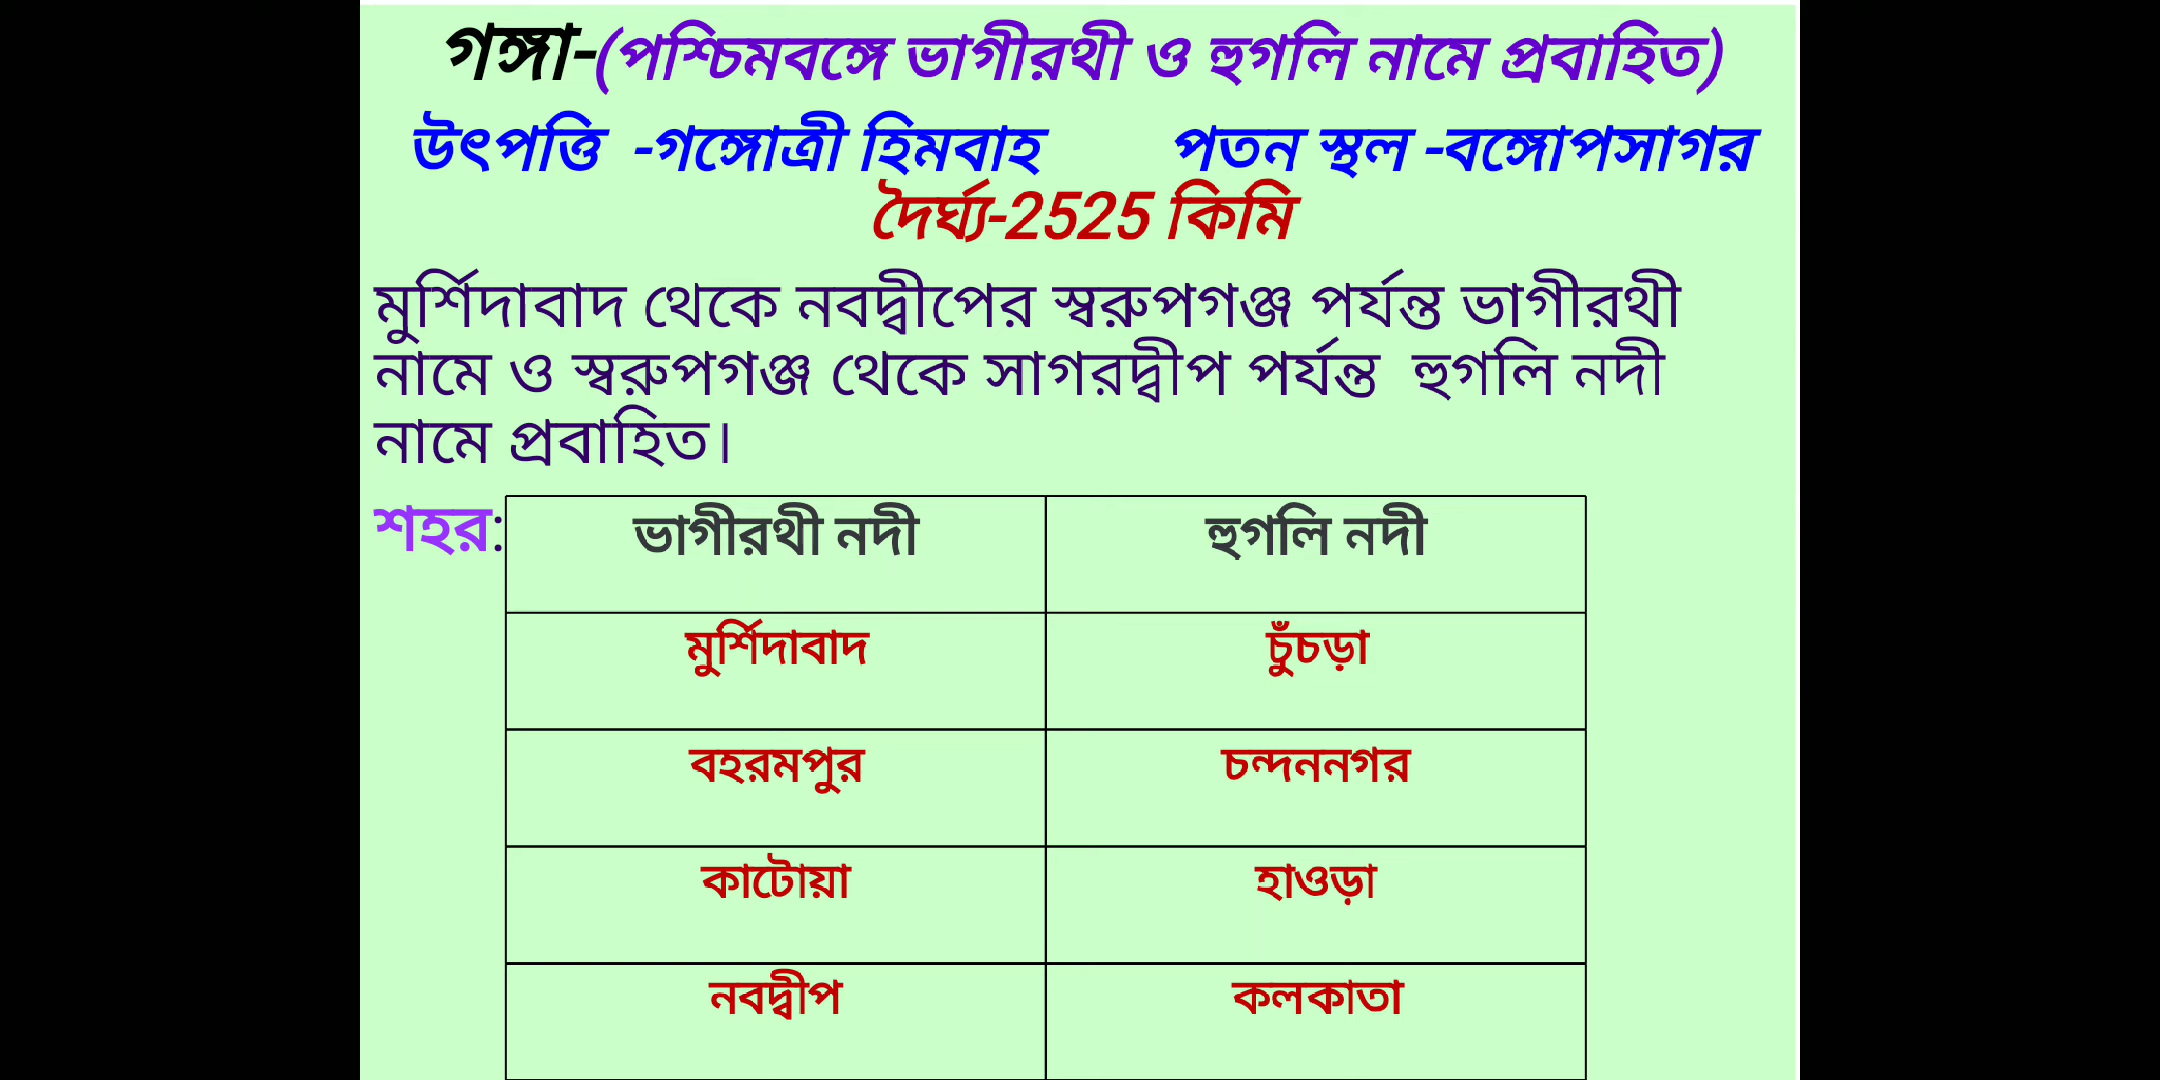 গঙ্গা-(পশ্চিমবঙ্গে ভাগীরথী ও হুগলি নামে প্রবাহিত)
উৎপত্তি -গঙ্গোত্রী হিমবাহ পতন স্থল -বঙ্গোপসাগর
দৈর্ঘ্য-2525 কিমি
মুর্শিদাবাদ থেকে নবদ্বীপের স্বরুপগঞ্জ পর্যন্ত ভাগীরথী
নামে ও স্বরুপগঞ্জ থেকে সাগরদ্বীপ পর্যন্ত হুগলি নদী
নামে প্রবাহিত।
শহর: ভাগীরথী নদী হুগলি নদী
মুর্শিদাবাদ চুঁচড়া
বহরমপুর চন্দননগর
কাটোয়া হাওড়া
নবদ্বীপ কলকাতা